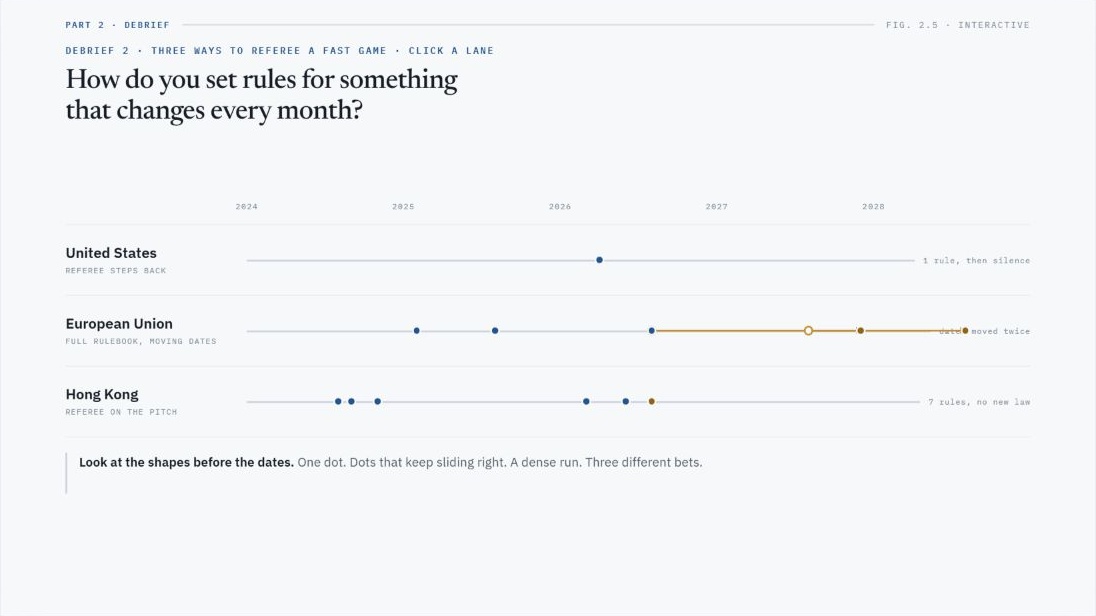 PART 2 · DEBRIEF
FIG. 2.5 · INTERACTIVE
DEBRIEF 2 · THREE WAYS TO REFEREE A FAST GAME · CLICK A LANE
How do you set rules for something
that changes every month?
2024 2025 2026 2027 2028
United States
REFEREE STEPS BACK
1 rule, then silence
European Union
FULL RULEBOOK, MOVING DATES
moved twice
Hong Kong
REFEREE ON THE PITCH
7 rules, no new law
Look at the shapes before the dates. One dot. Dots that keep sliding right. A dense run. Three different bets.